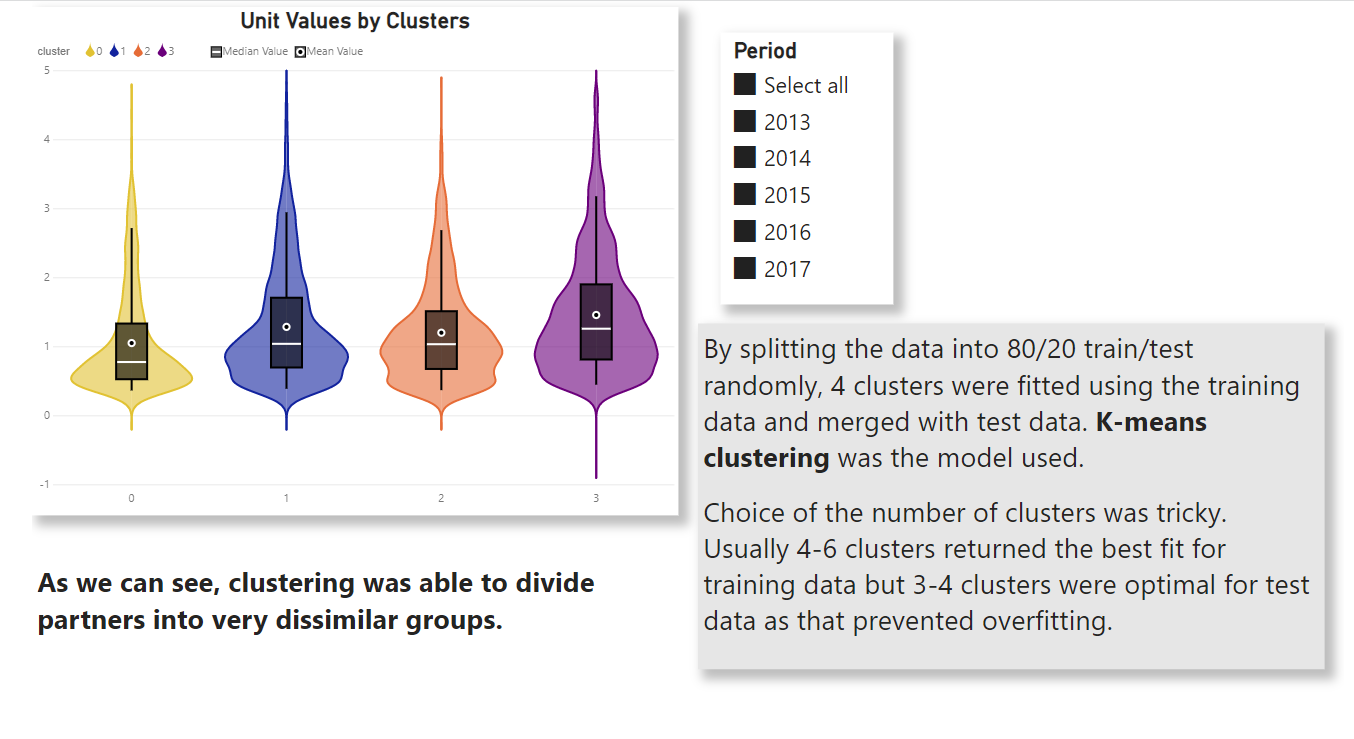 Unit Values by Clusters
cluster 0 1 2 3 Median Value Mean Value
5
4
3
2
1
0
-1
0 1 2 3
As we can see, clustering was able to divide
partners into very dissimilar groups.
Period
Select all
2013
2014
2015
2016
2017
By splitting the data into 80/20 train/test
randomly, 4 clusters were fitted using the training
data and merged with test data. K-means
clustering was the model used.
Choice of the number of clusters was tricky.
Usually 4-6 clusters returned the best fit for
training data but 3-4 clusters were optimal for test
data as that prevented overfitting.